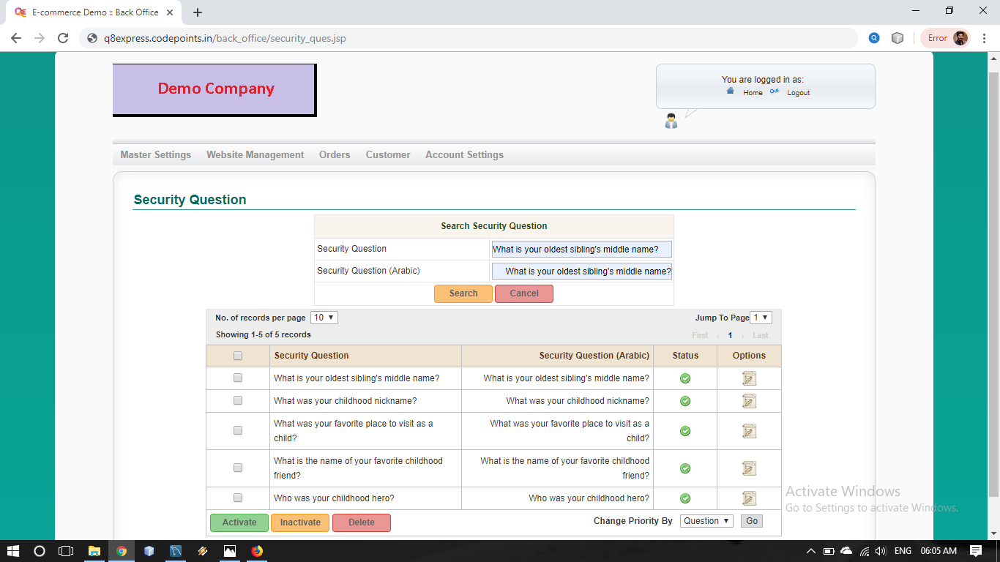 E-commerce Demo :: Back Office
q8express.codepoints.in/back_office/security_ques.jsp
Error
Demo Company
You are logged in as:
Home Logout
Master Settings Website Management Orders Customer Account Settings
Security Question
Search Security Question
Security Question What is your oldest sibling's middle name?
Security Question (Arabic) What is your oldest sibling's middle name?
Search Cancel
No. of records per page 10 Jump To Page 1
Showing 1-5 of 5 records First ‹ 1 › Last
Security Question Security Question (Arabic) Status Options
What is your oldest sibling's middle name? What is your oldest sibling's middle name?
What was your childhood nickname? What was your childhood nickname?
What was your favorite place to visit as a What was your favorite place to visit as a
child? child?
What is the name of your favorite childhood What is the name of your favorite childhood
friend? friend?
Who was your childhood hero? Who was your childhood hero?
Activate Inactivate Delete Change Priority By Question Go
Activate Windows
Go to Settings to activate Windows.
ENG 06:05 AM